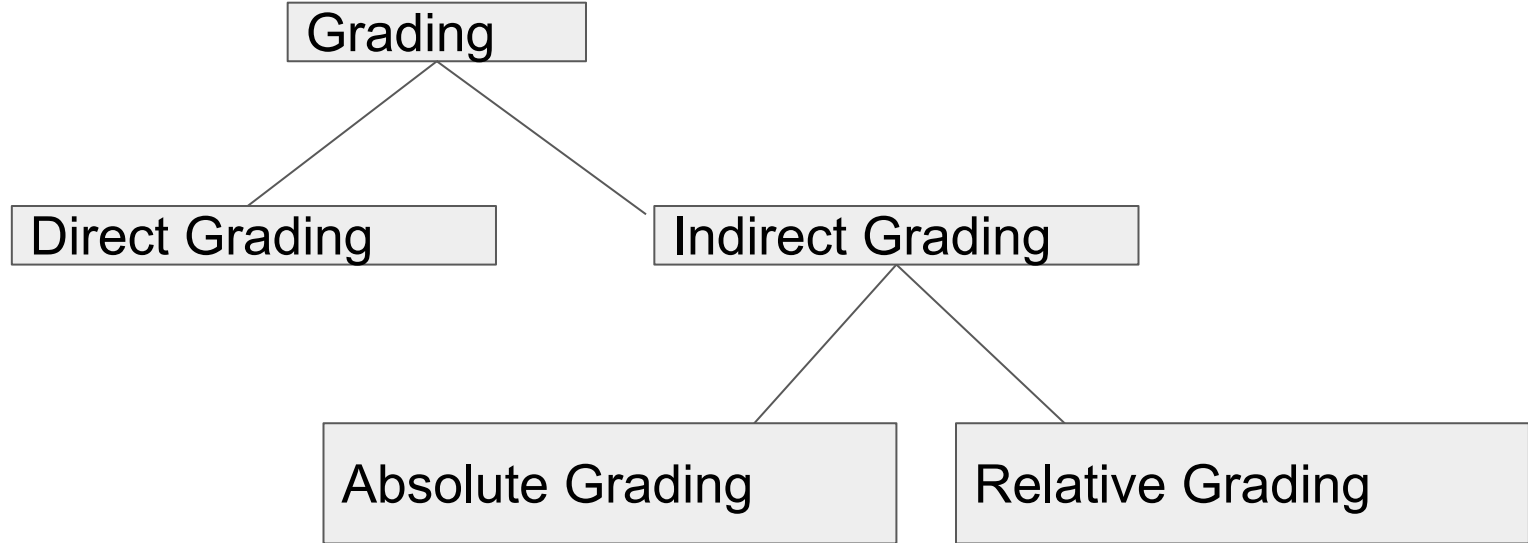 Grading
Direct Grading
Indirect Grading
Absolute Grading
Relative Grading